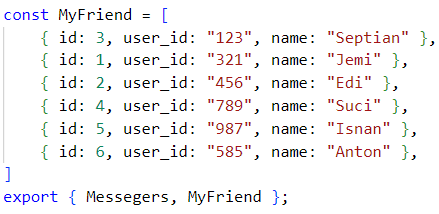 const MyFriend = [
    { id: 3, user_id: "123", name: "Septian" },
    { id: 1, user_id: "321", name: "Jemi" },
    { id: 2, user_id: "456", name: "Edi" },
    { id: 4, user_id: "789", name: "Suci" },
    { id: 5, user_id: "987", name: "Isnan" },
    { id: 6, user_id: "585", name: "Anton" },
]
export { Messegers, MyFriend };